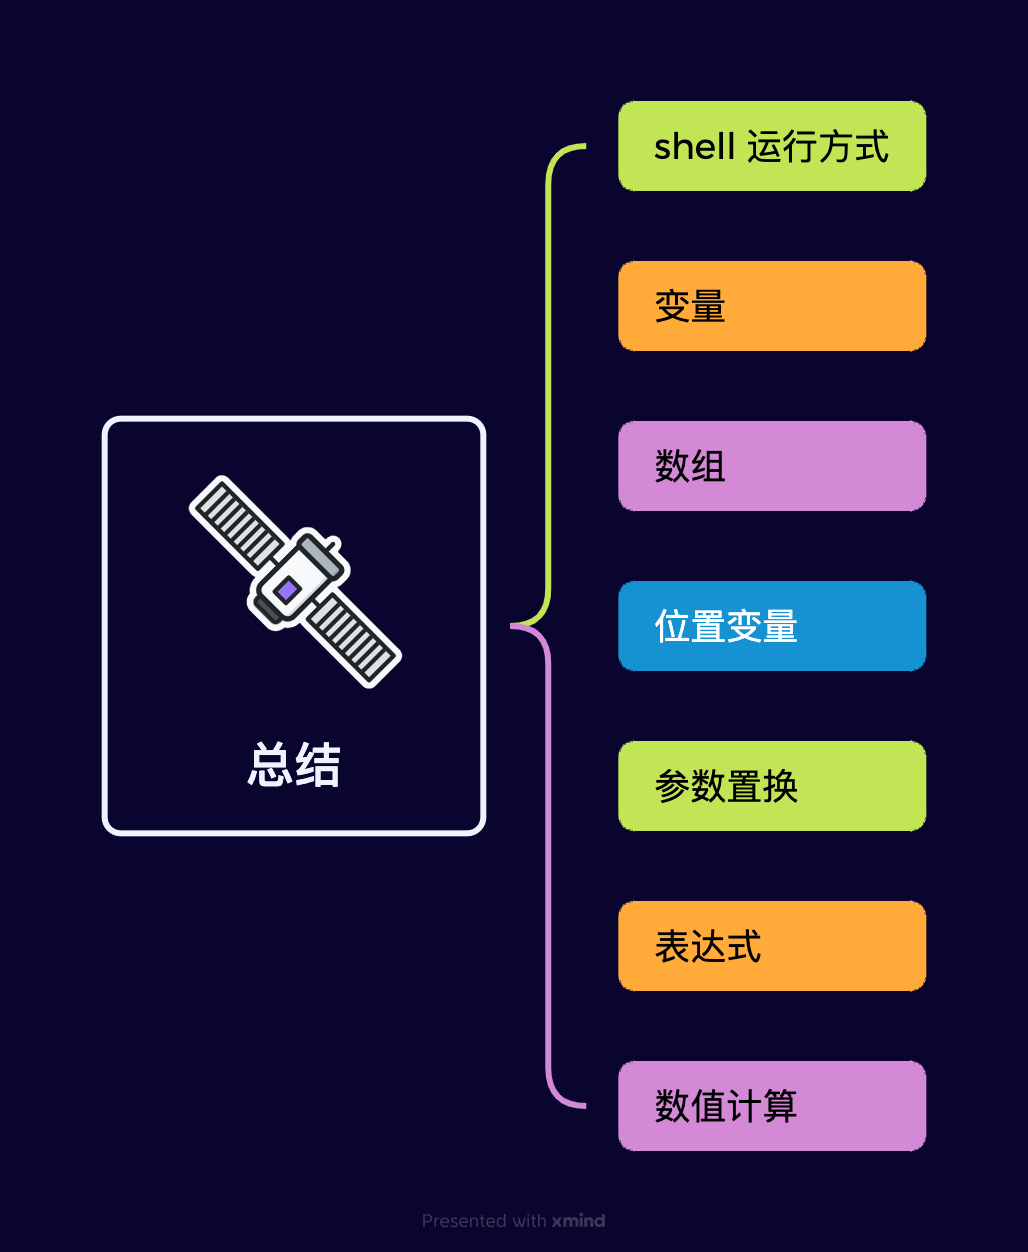 shell 运行方式
变量
数组
位置变量
参数置换
表达式
数值计算
总结
Presented with xmind